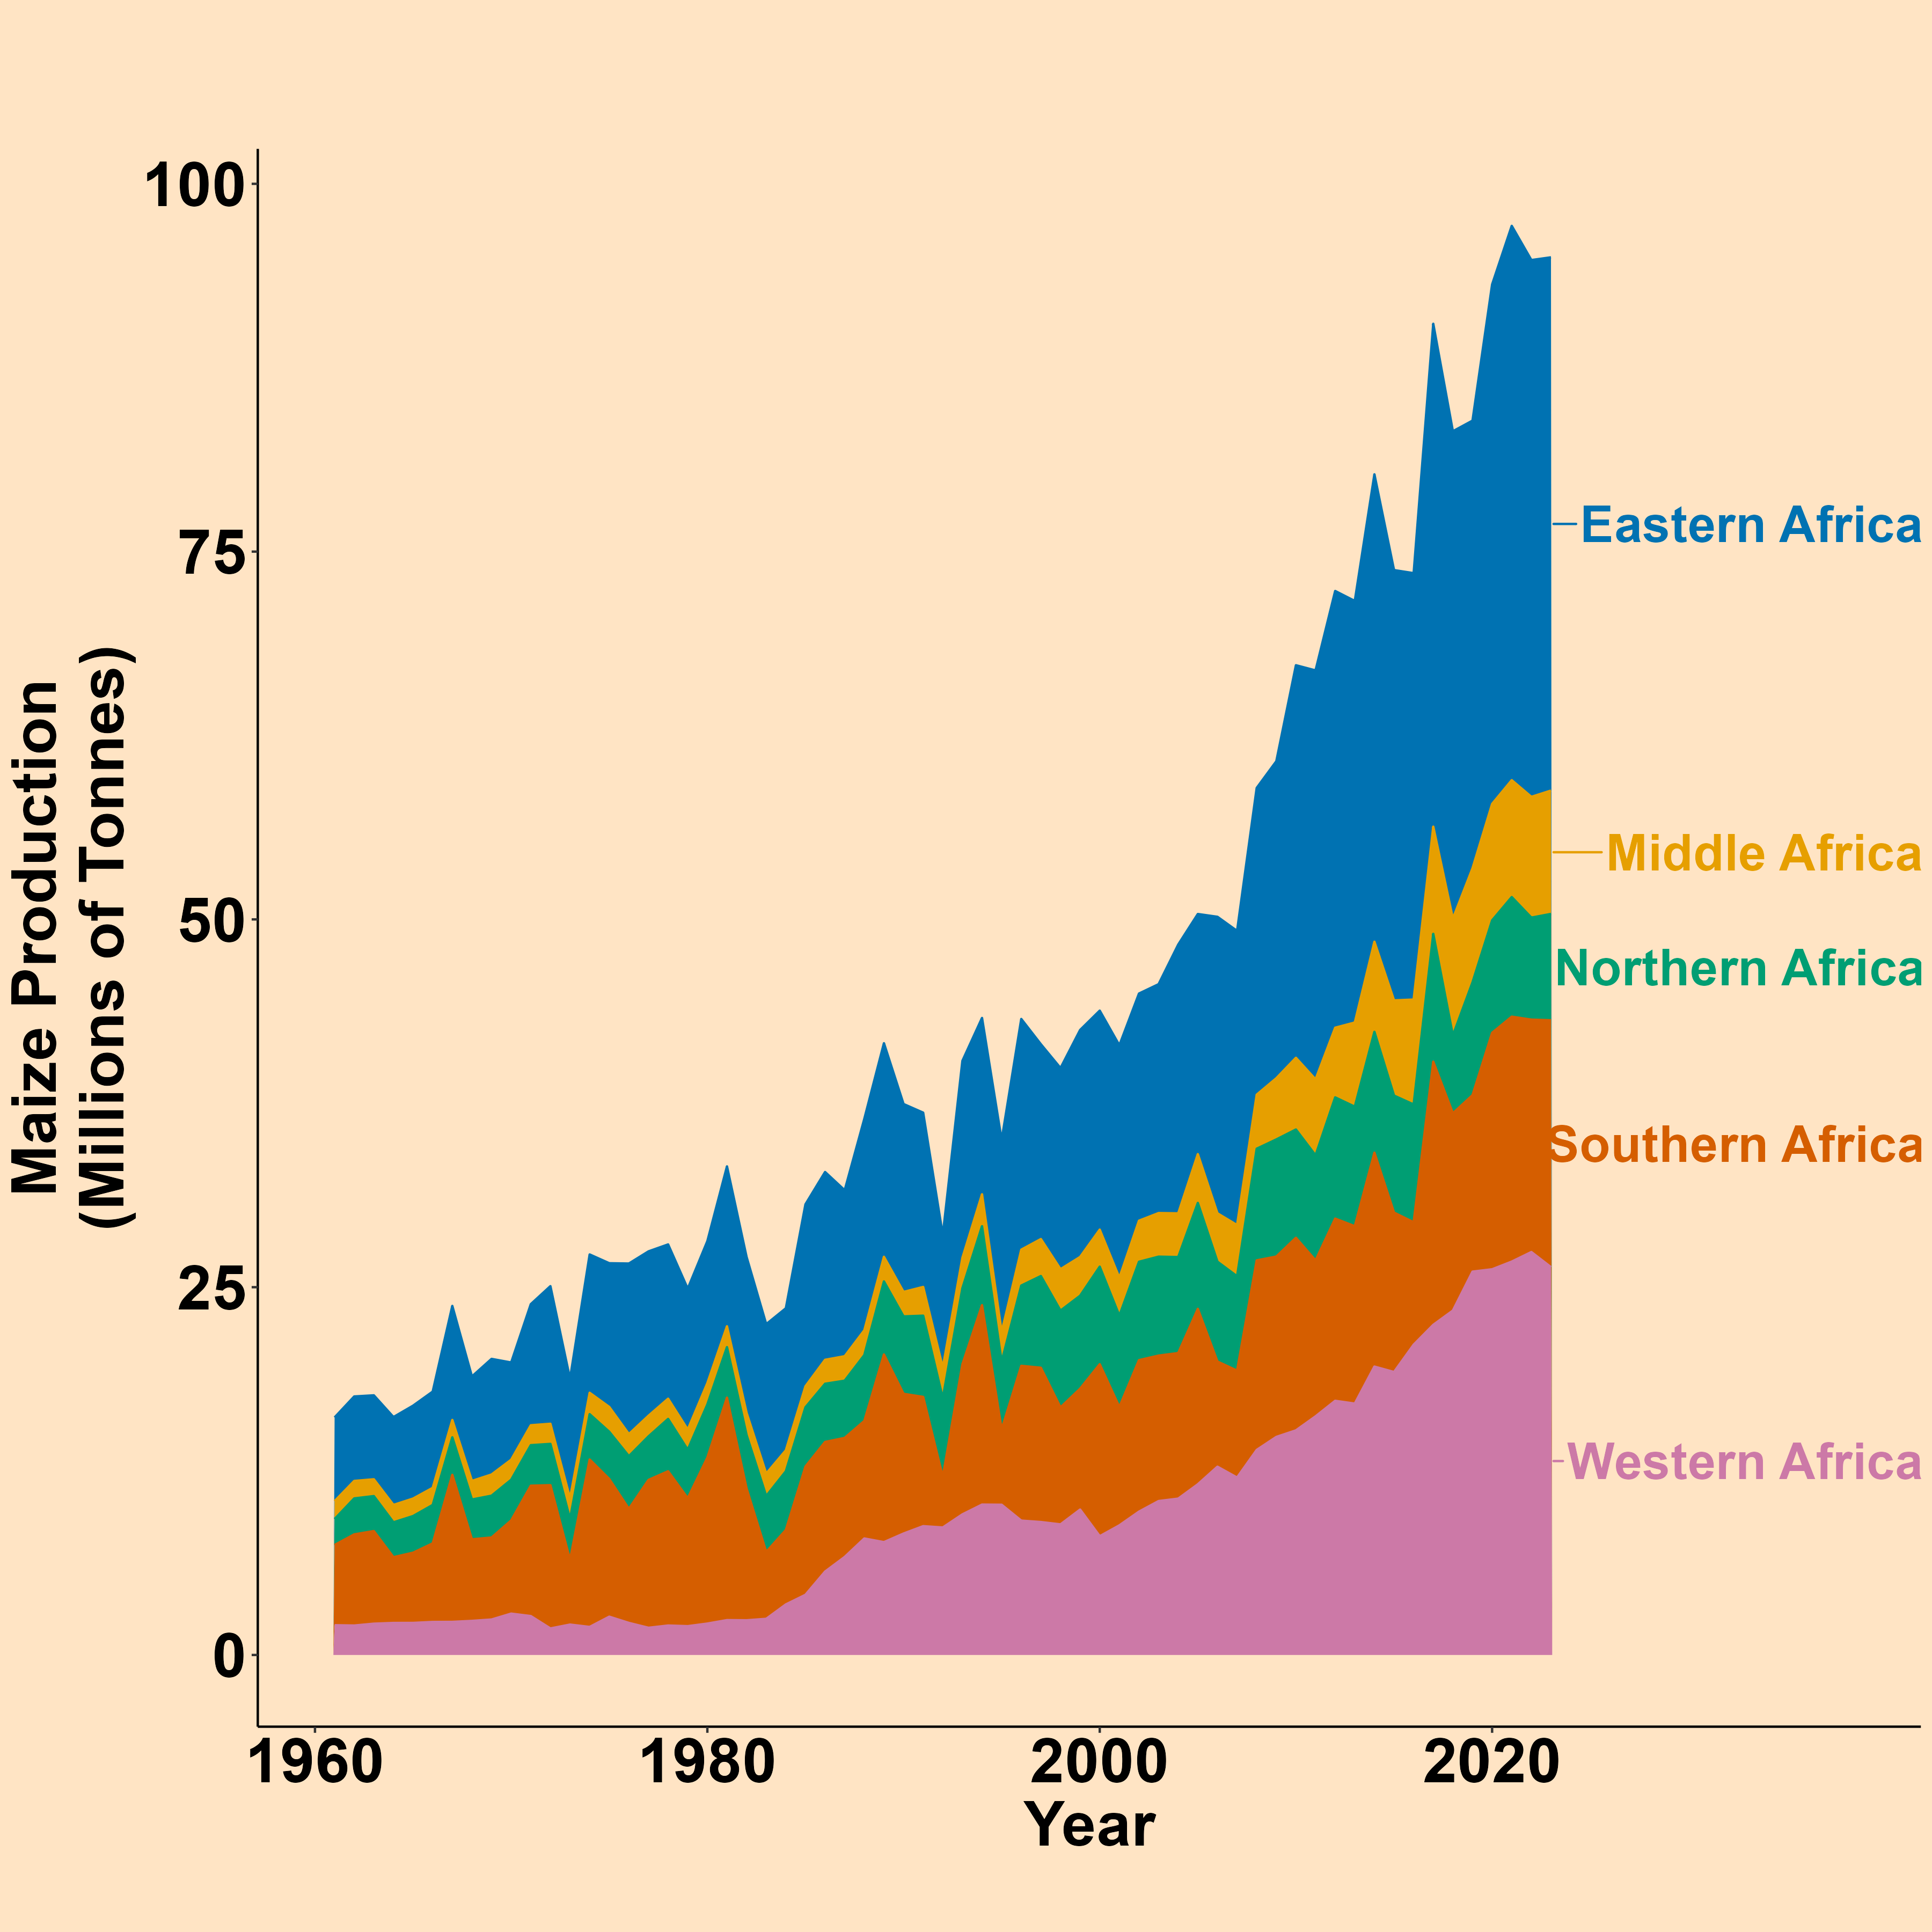 Maize Production
(Millions of Tonnes)
100
75
50
25
0
Eastern Africa
Middle Africa
Northern Africa
Southern Africa
Western Africa
1960 1980 2000 2020
Year